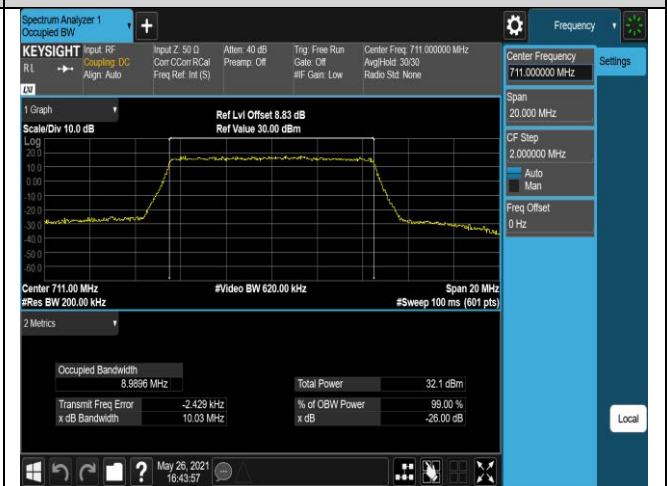 Spectrum Analyzer 1
Occupied BW
+
Frequency
KEYSIGHT
RL
Input: RF
Coupling: DC
Align: Auto
Input Z: 50 Ω
Corr CCorr RCal
Freq Ref: Int (S)
Atten: 40 dB
Preamp: Off
Trig: Free Run
Gate: Off
#IF Gain: Low
Center Freq: 711.000000 MHz
Avg|Hold: 30/30
Radio Std: None
LXI
Center Frequency
711.000000 MHz
Settings
Span
20.000 MHz
CF Step
2.000000 MHz
Auto
Man
Freq Offset
0 Hz
Local
1 Graph
Scale/Div 10.0 dB
Ref Lvl Offset 8.83 dB
Ref Value 30.00 dBm
Log
20.0
10.0
0.00
-10.0
-20.0
-30.0
-40.0
-50.0
-60.0
Center 711.00 MHz
#Video BW 620.00 kHz
Span 20 MHz
#Res BW 200.00 kHz
#Sweep 100 ms (601 pts)
2 Metrics
Occupied Bandwidth
8.9896 MHz
Total Power 32.1 dBm
Transmit Freq Error -2.429 kHz
% of OBW Power 99.00 %
x dB Bandwidth 10.03 MHz
x dB -26.00 dB
?
May 26, 2021
16:43:57